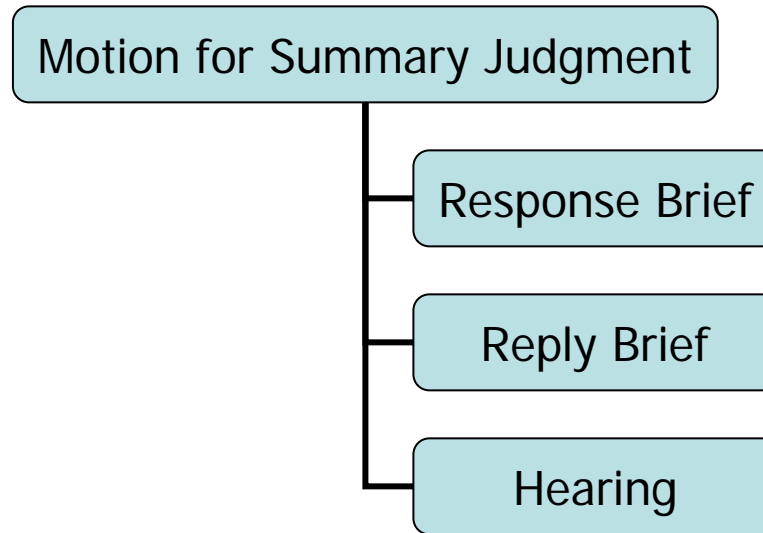 Motion for Summary Judgment
Response Brief
Reply Brief
Hearing